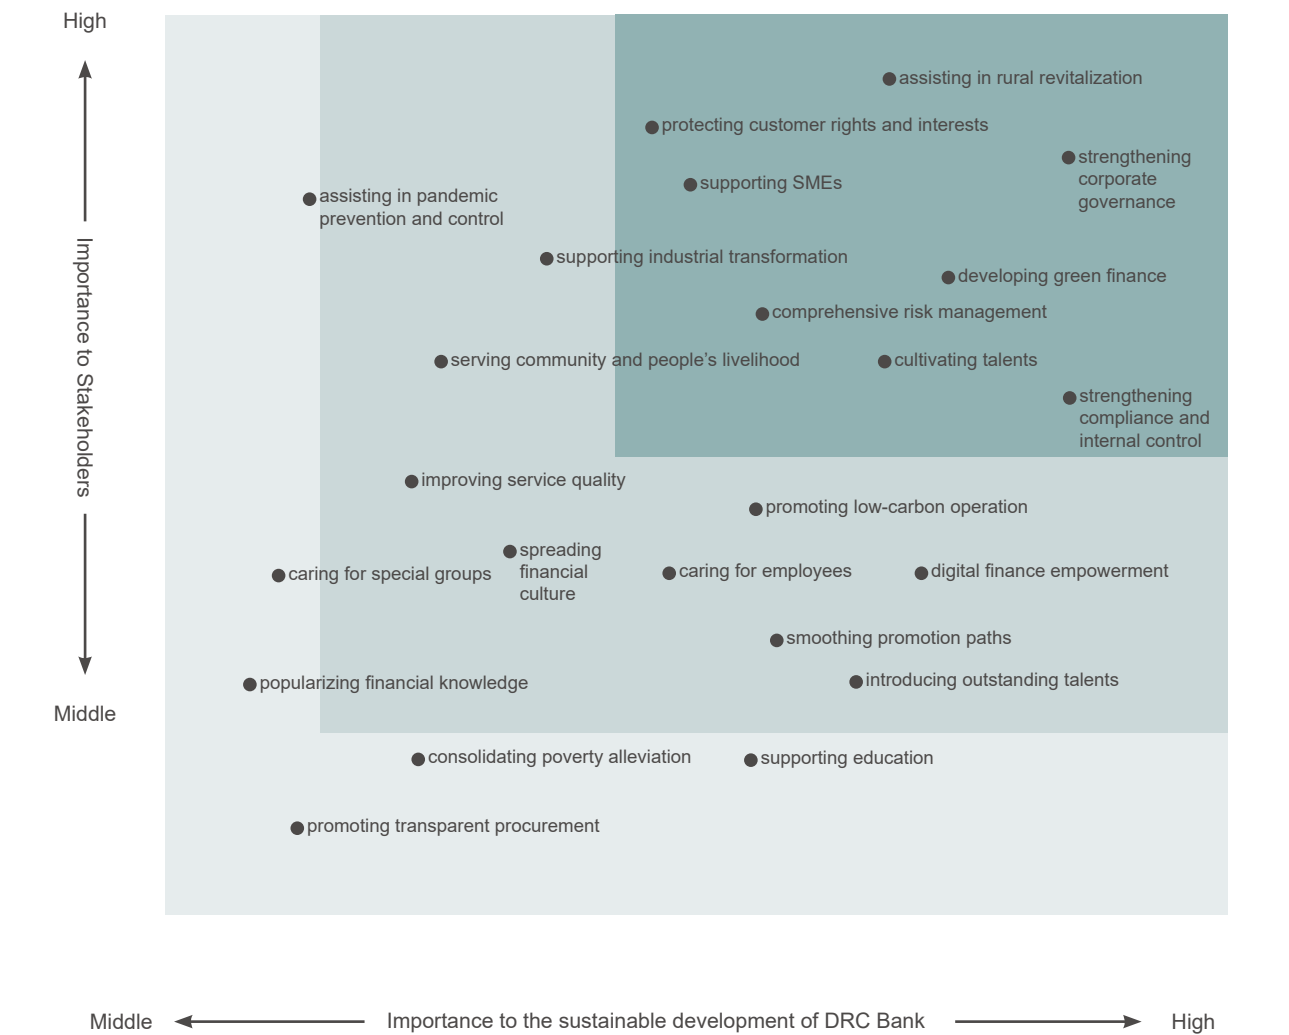 High
assisting in rural revitalization
protecting customer rights and interests
strengthening
corporate
governance
supporting SMEs
assisting in pandemic
prevention and control
supporting industrial transformation
developing green finance
comprehensive risk management
serving community and people’s livelihood
cultivating talents
strengthening
compliance and
internal control
Importance to Stakeholders
improving service quality
promoting low-carbon operation
spreading
financial
culture
caring for special groups
caring for employees
digital finance empowerment
smoothing promotion paths
popularizing financial knowledge
introducing outstanding talents
Middle
consolidating poverty alleviation
supporting education
promoting transparent procurement
Middle
Importance to the sustainable development of DRC Bank
High